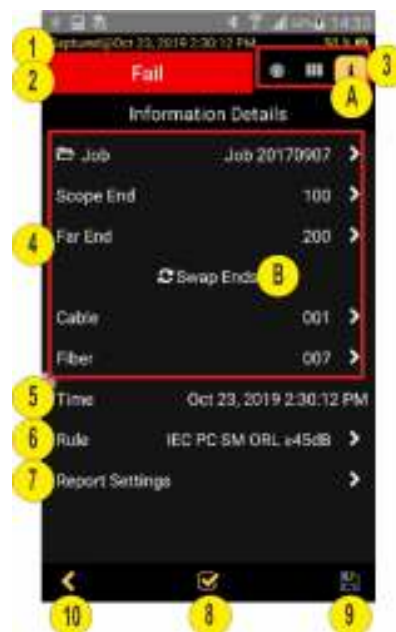 14:30
1
Captured@Oct 23, 2019 2:30:12 PM
2
Fail
3
A
Information Details
Job Job 20170907
Scope End 100
4
Far End 200
Swap Ends B
Cable 001
Fiber 007
5 Time Oct 23, 2019 2:30:12 PM
6 Rule IEC PC SM ORL ≥45dB
7 Report Settings
10 8 9